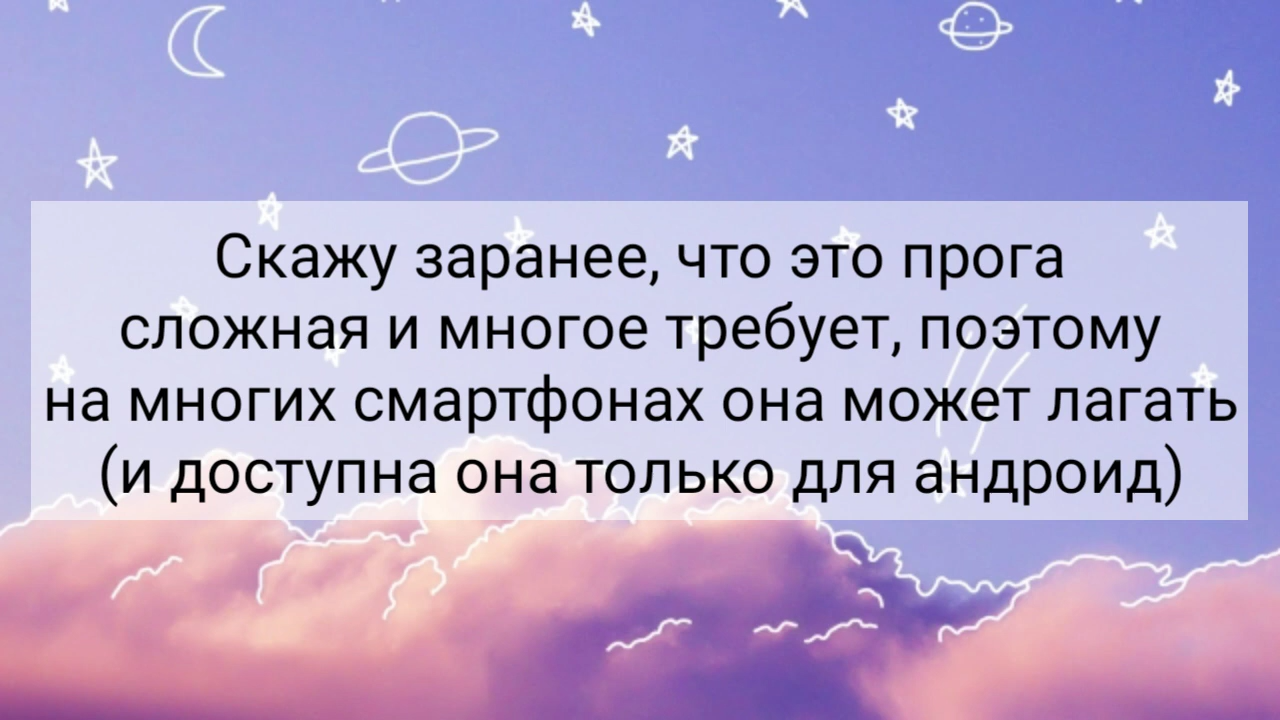 Скажу заранее, что это прога
сложная и многое требует, поэтому
на многих смартфонах она может лагать
(и доступна она только для андроид)